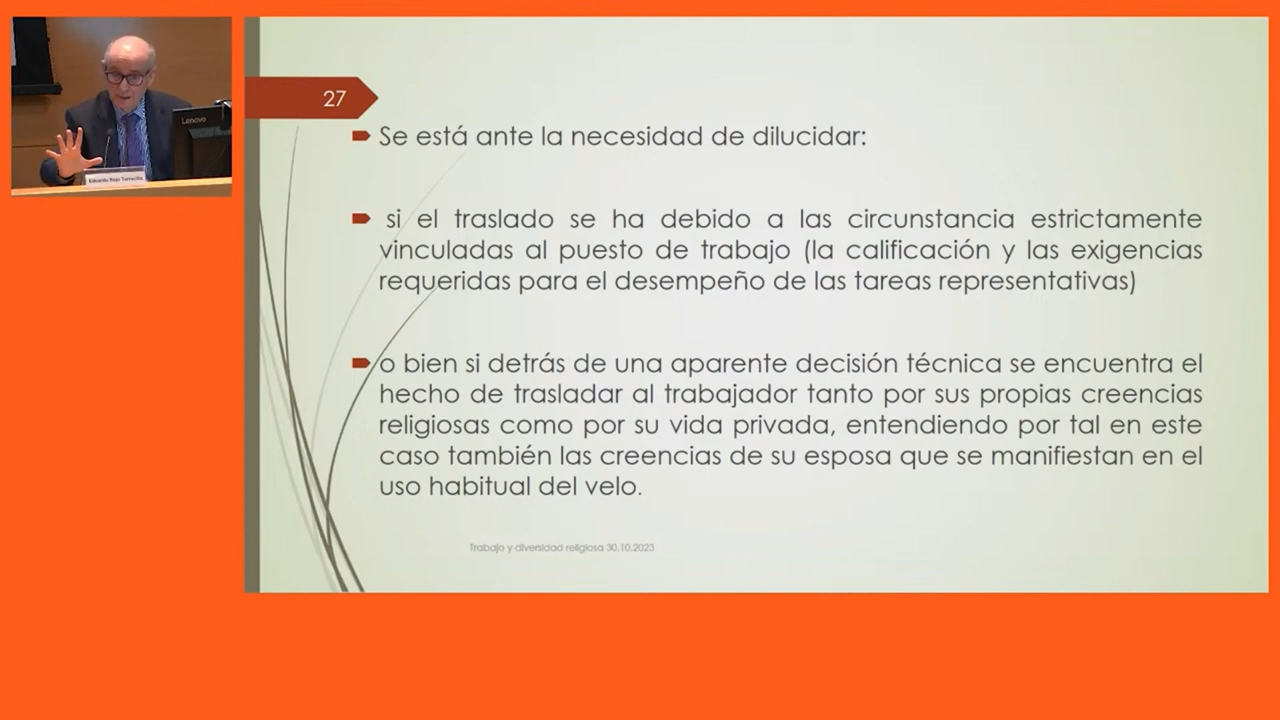 Lenovo
Eduardo Rojo Torrecilla
27
Se está ante la necesidad de dilucidar:
si el traslado se ha debido a las circunstancia estrictamente
vinculadas al puesto de trabajo (la calificación y las exigencias
requeridas para el desempeño de las tareas representativas)
o bien si detrás de una aparente decisión técnica se encuentra el
hecho de trasladar al trabajador tanto por sus propias creencias
religiosas como por su vida privada, entendiendo por tal en este
caso también las creencias de su esposa que se manifiestan en el
uso habitual del velo.
Trabajo y diversidad religiosa 30.10.2023